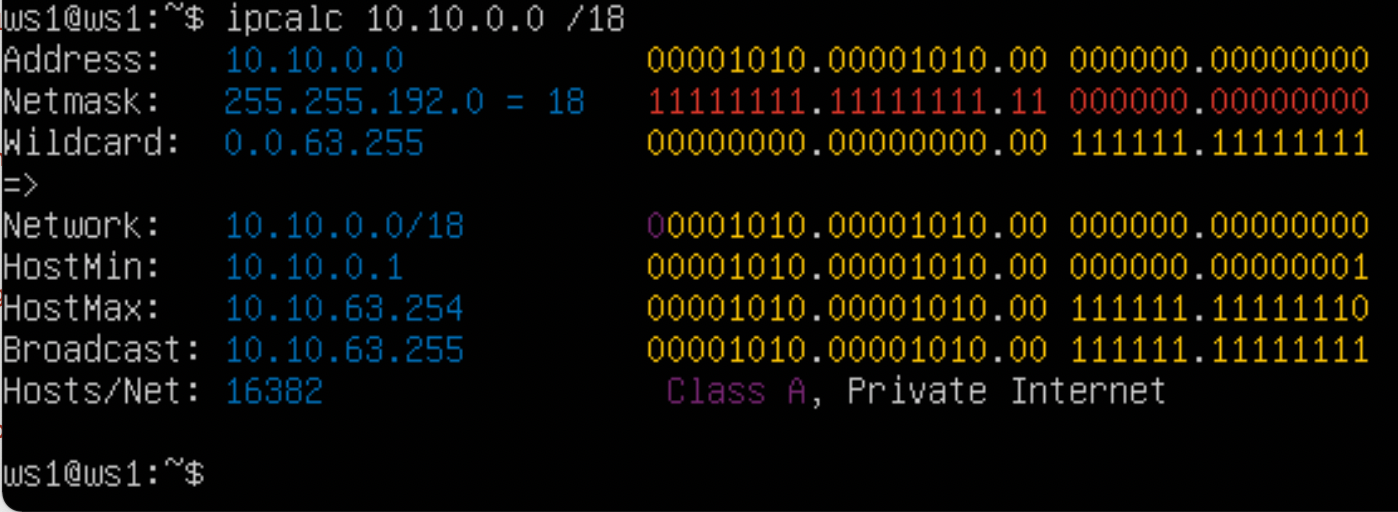 ws1@ws1:~$ ipcalc 10.10.0.0 /18
Address:   10.10.0.0            00001010.00001010.00 000000.00000000
Netmask:   255.255.192.0 = 18   11111111.11111111.11 000000.00000000
Wildcard:  0.0.63.255           00000000.00000000.00 111111.11111111
=>
Network:   10.10.0.0/18         00001010.00001010.00 000000.00000000
HostMin:   10.10.0.1            00001010.00001010.00 000000.00000001
HostMax:   10.10.63.254         00001010.00001010.00 111111.11111110
Broadcast: 10.10.63.255         00001010.00001010.00 111111.11111111
Hosts/Net: 16382                 Class A, Private Internet
ws1@ws1:~$